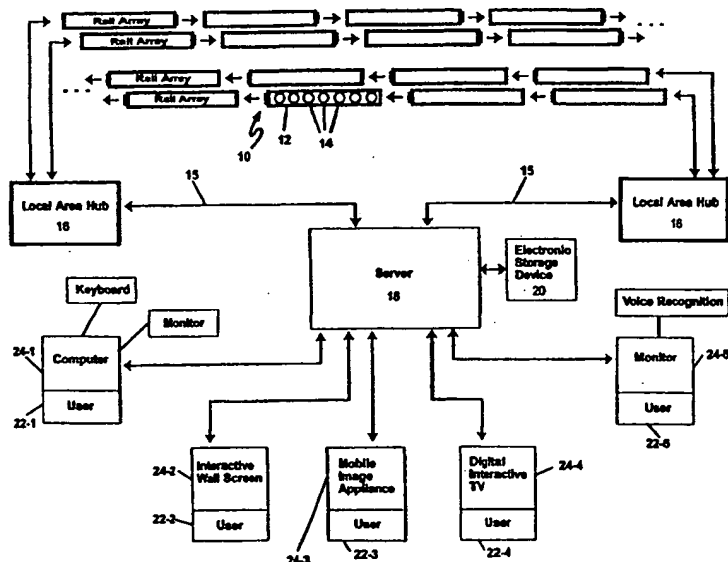 Rail Array
Rail Array
Rail Array
Rail Array
10
12
14
15
15
Local Area Hub
16
Local Area Hub
16
Server
18
Electronic
Storage
Device
20
Keyboard
Monitor
Voice Recognition
24-1
Computer
User
22-1
Monitor
24-5
User
22-5
24-2
Interactive
Wall Screen
22-2
User
Mobile
Image
Appliance
User
24-3
22-3
Digital
Interactive
TV
24-4
User
22-4